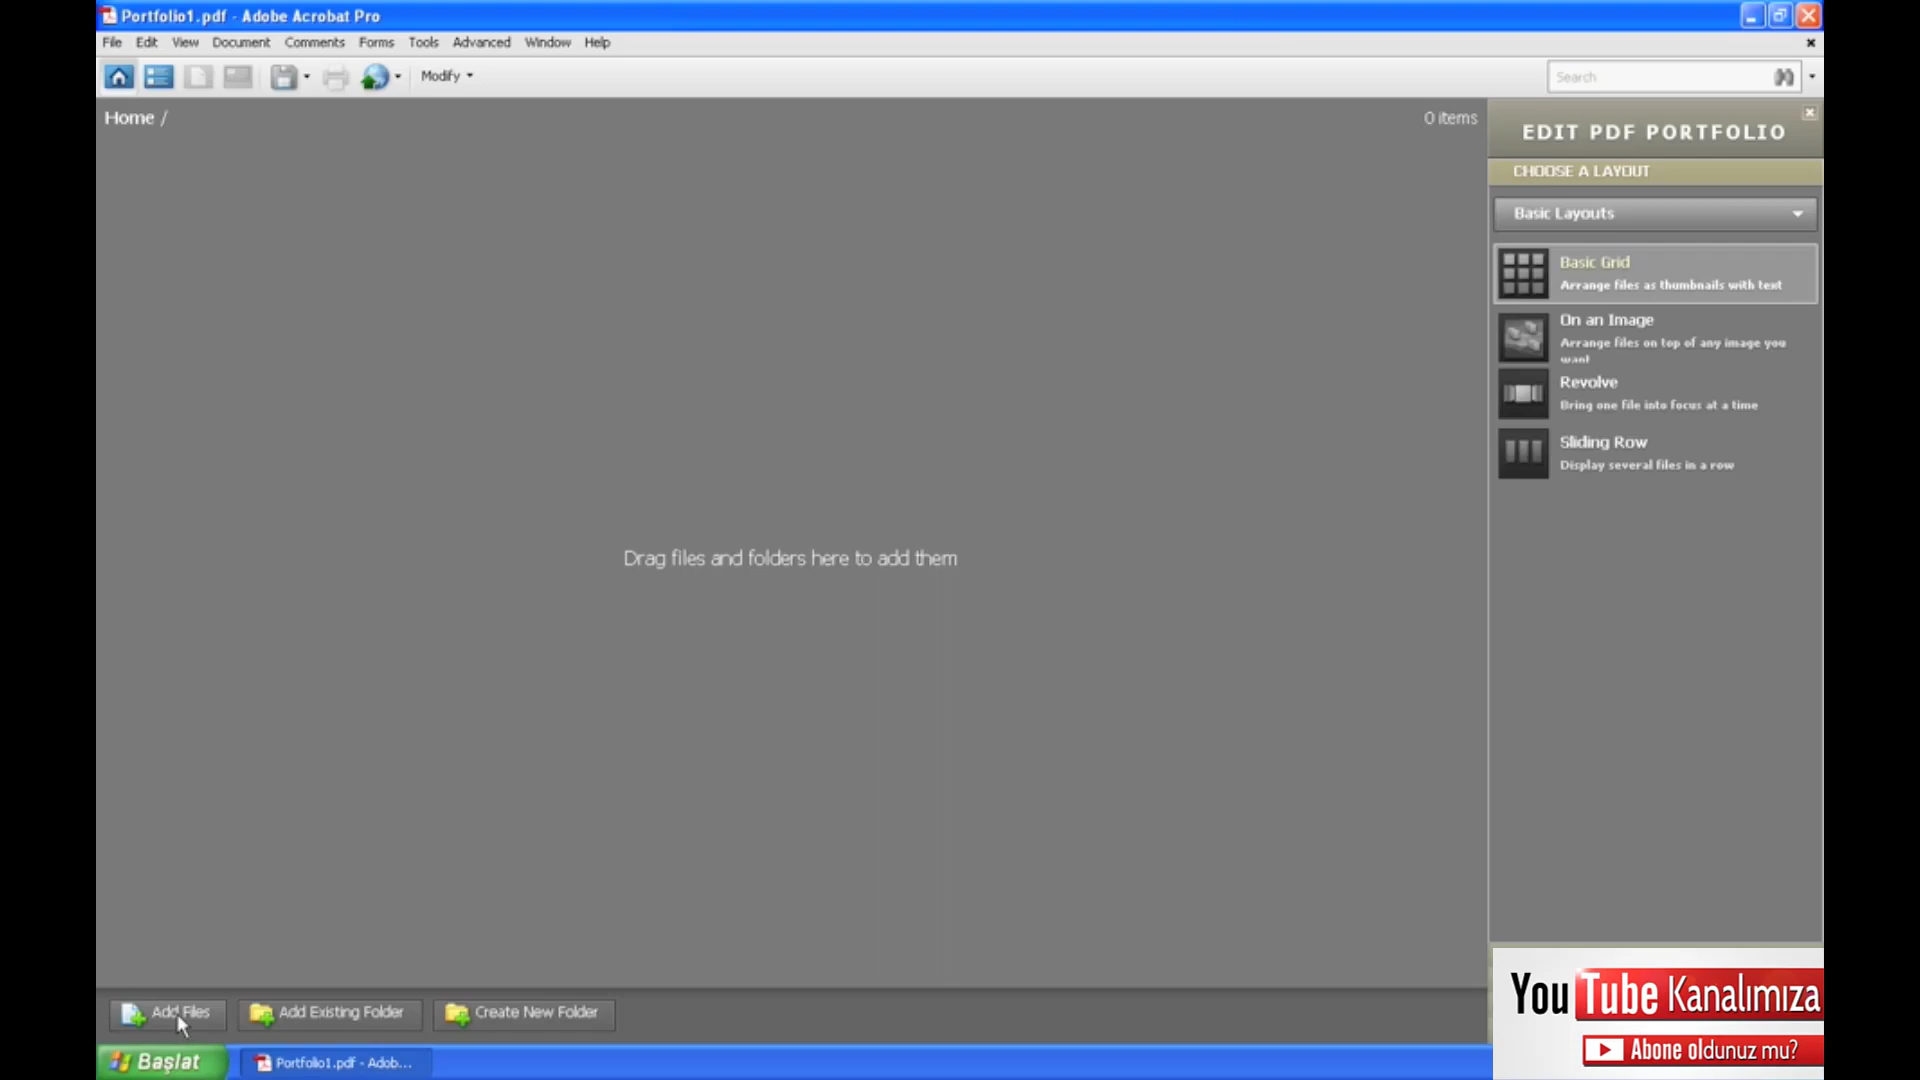 Portfolio1.pdf - Adobe Acrobat Pro
File Edit View Document Comments Forms Tools Advanced Window Help
Modify
Search
Home /
0 items
EDIT PDF PORTFOLIO
CHOOSE A LAYOUT
Basic Layouts
Basic Grid
Arrange files as thumbnails with text
On an Image
Arrange files on top of any image you
want
Revolve
Bring one file into focus at a time
Sliding Row
Display several files in a row
Drag files and folders here to add them
Add Files
Add Existing Folder
Create New Folder
Başlat
Portfolio1.pdf - Adob...
YouTube Kanalımıza
Abone oldunuz mu?